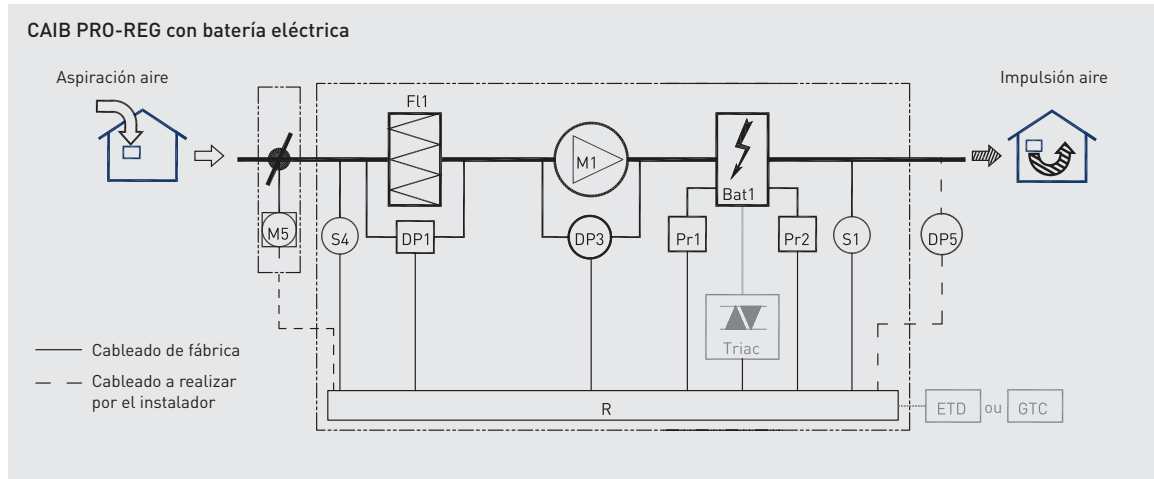 CAIB PRO-REG con batería eléctrica
Aspiración aire
Impulsión aire
Fl1
M1
Bat1
M5
S4
DP1
DP3
Pr1
Pr2
S1
DP5
Triac
Cableado de fábrica
Cableado a realizar
por el instalador
R
ETD ou GTC